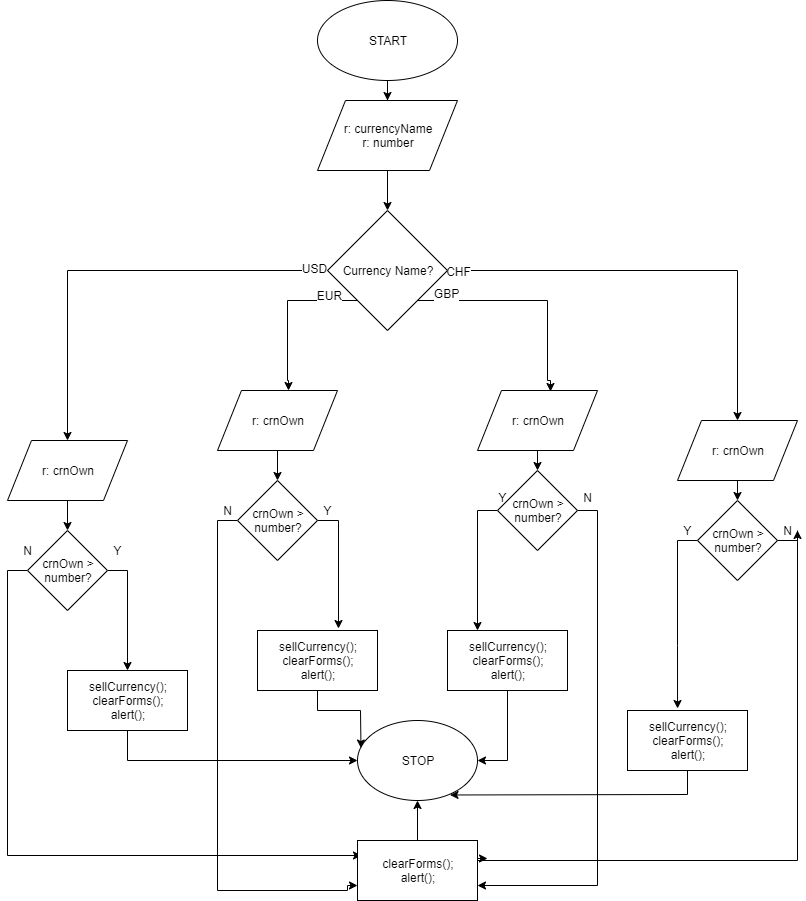 START
r: currencyName
r: number
Currency Name?
USD
CHF
EUR
GBP
r: crnOwn
r: crnOwn
r: crnOwn
r: crnOwn
N
crnOwn >
number?
Y
N
crnOwn >
number?
Y
Y
crnOwn >
number?
N
Y
crnOwn >
number?
N
sellCurrency();
clearForms();
alert();
sellCurrency();
clearForms();
alert();
sellCurrency();
clearForms();
alert();
sellCurrency();
clearForms();
alert();
STOP
clearForms();
alert();